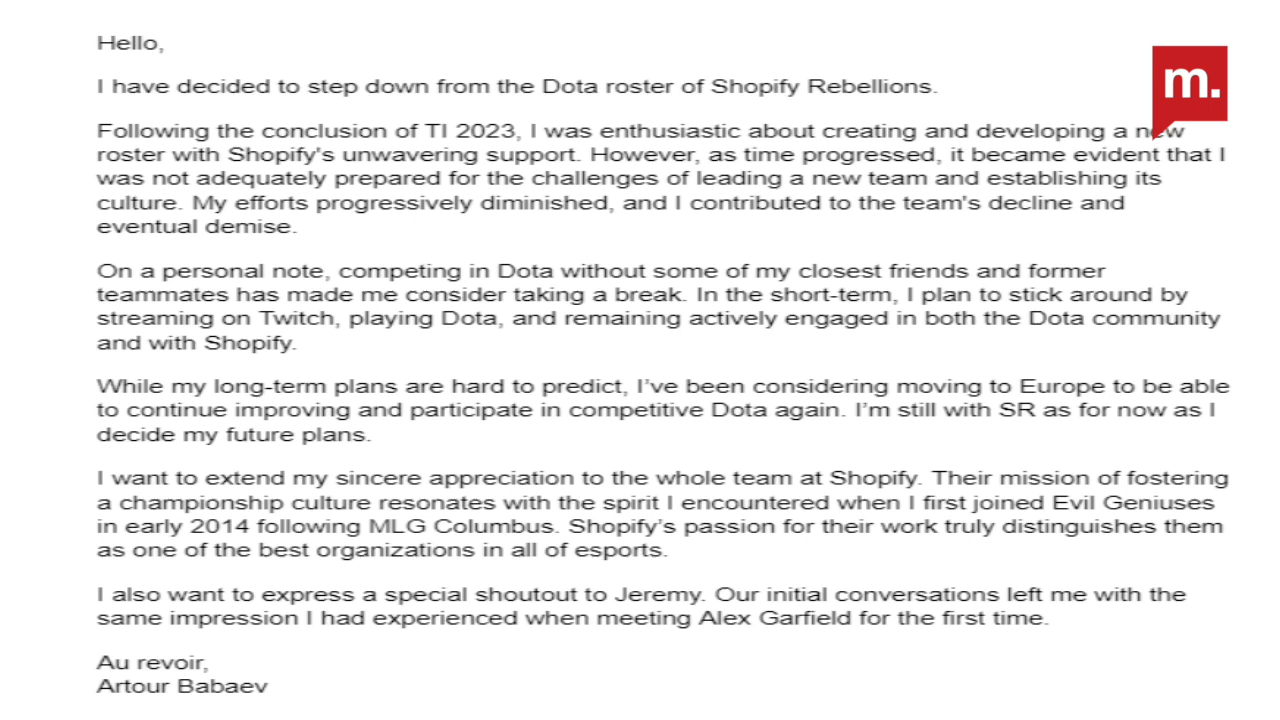 Hello,
m.
I have decided to step down from the Dota roster of Shopify Rebellions.
Following the conclusion of TI 2023, I was enthusiastic about creating and developing a new
roster with Shopify's unwavering support. However, as time progressed, it became evident that I
was not adequately prepared for the challenges of leading a new team and establishing its
culture. My efforts progressively diminished, and I contributed to the team's decline and
eventual demise.
On a personal note, competing in Dota without some of my closest friends and former
teammates has made me consider taking a break. In the short-term, I plan to stick around by
streaming on Twitch, playing Dota, and remaining actively engaged in both the Dota community
and with Shopify.
While my long-term plans are hard to predict, I’ve been considering moving to Europe to be able
to continue improving and participate in competitive Dota again. I’m still with SR as for now as I
decide my future plans.
I want to extend my sincere appreciation to the whole team at Shopify. Their mission of fostering
a championship culture resonates with the spirit I encountered when I first joined Evil Geniuses
in early 2014 following MLG Columbus. Shopify’s passion for their work truly distinguishes them
as one of the best organizations in all of esports.
I also want to express a special shoutout to Jeremy. Our initial conversations left me with the
same impression I had experienced when meeting Alex Garfield for the first time.
Au revoir,
Artour Babaev